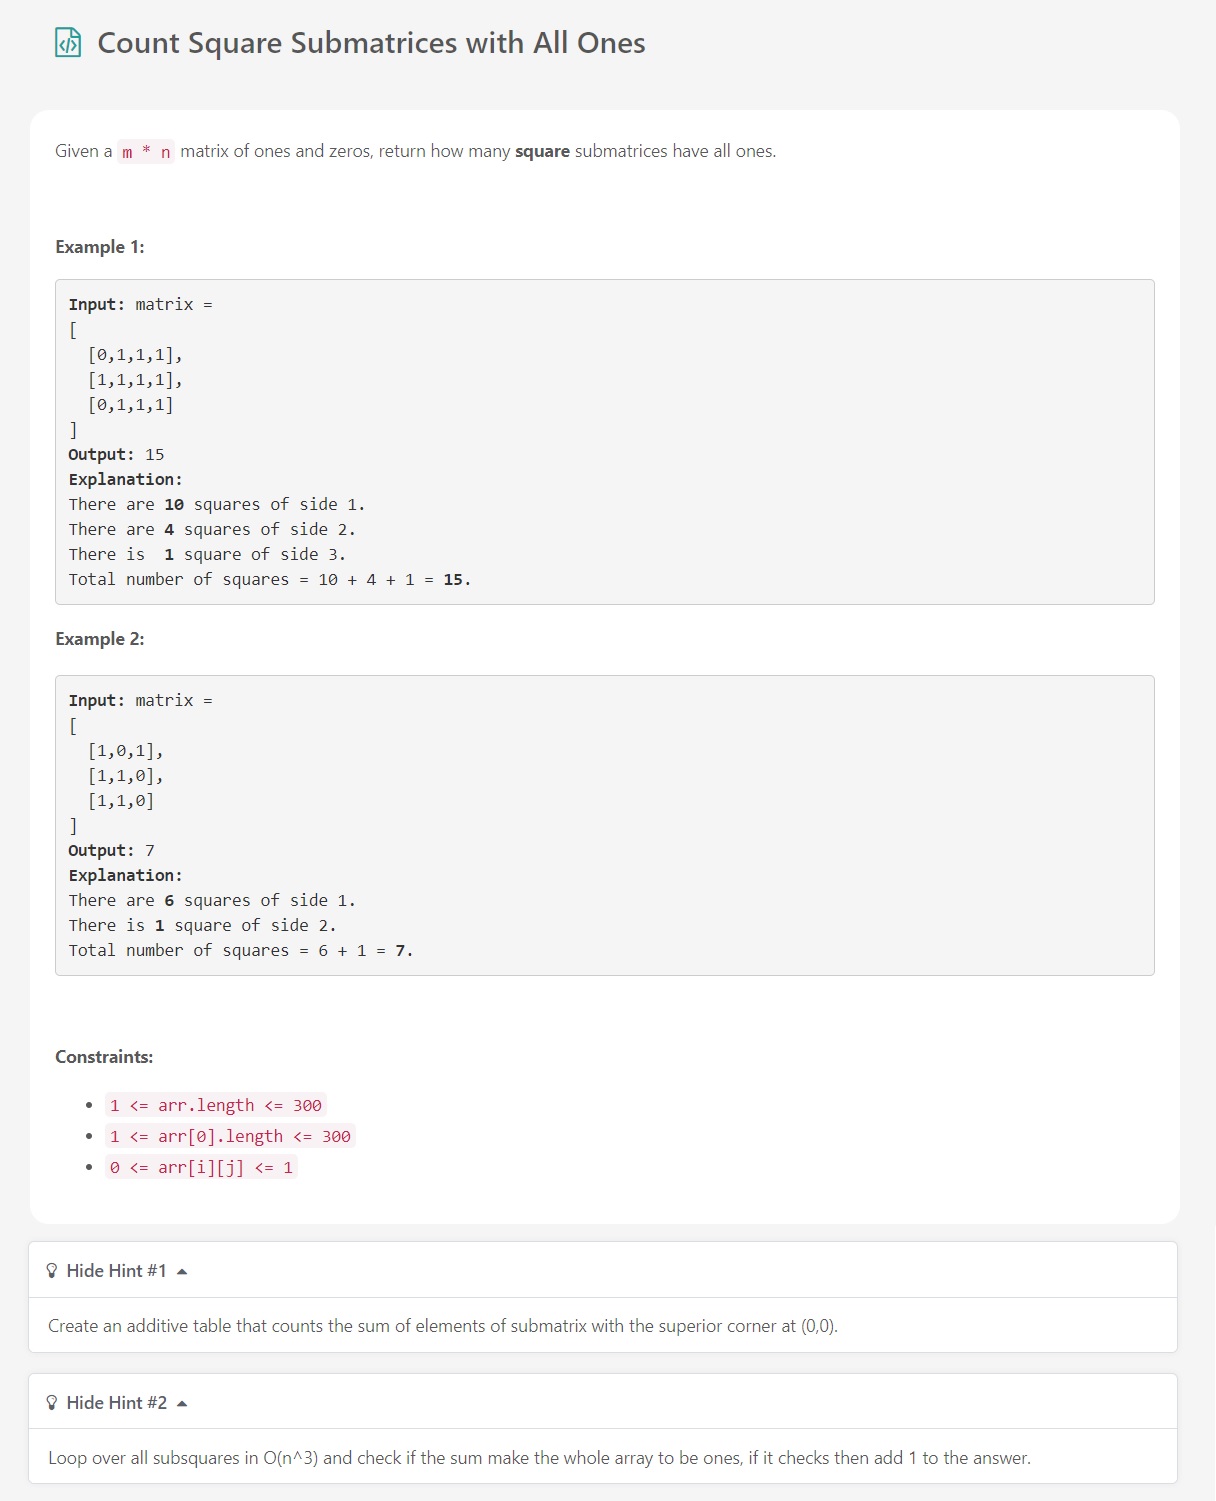 Count Square Submatrices with All Ones
Given a m * n matrix of ones and zeros, return how many square submatrices have all ones.
Example 1:
Input: matrix =
[
  [0,1,1,1],
  [1,1,1,1],
  [0,1,1,1]
]
Output: 15
Explanation:
There are 10 squares of side 1.
There are 4 squares of side 2.
There is  1 square of side 3.
Total number of squares = 10 + 4 + 1 = 15.
Example 2:
Input: matrix =
[
  [1,0,1],
  [1,1,0],
  [1,1,0]
]
Output: 7
Explanation:
There are 6 squares of side 1.
There is 1 square of side 2.
Total number of squares = 6 + 1 = 7.
Constraints:
• 1 <= arr.length <= 300
• 1 <= arr[0].length <= 300
• 0 <= arr[i][j] <= 1
Hide Hint #1
Create an additive table that counts the sum of elements of submatrix with the superior corner at (0,0).
Hide Hint #2
Loop over all subsquares in O(n^3) and check if the sum make the whole array to be ones, if it checks then add 1 to the answer.